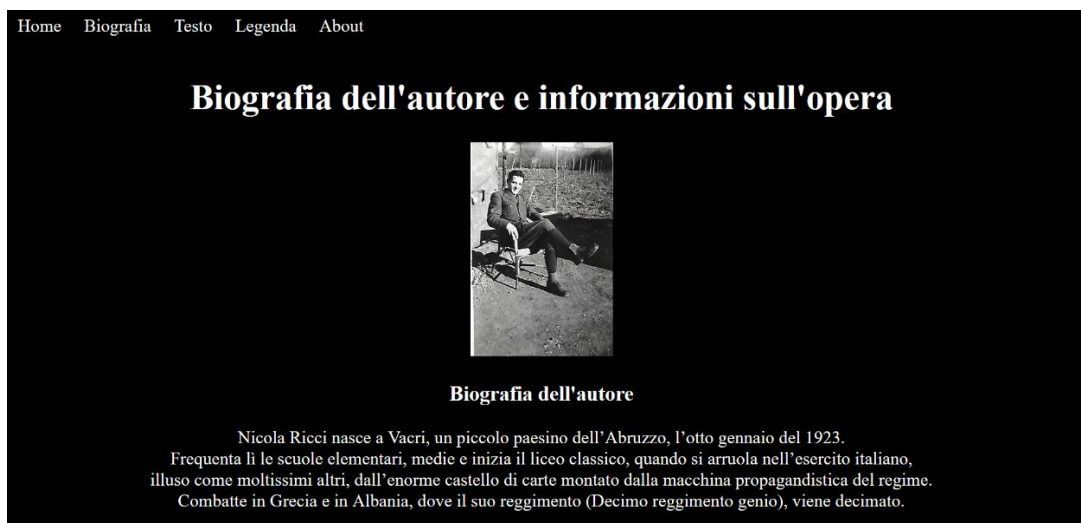 Home Biografia Testo Legenda About
Biografia dell'autore e informazioni sull'opera
Biografia dell'autore
Nicola Ricci nasce a Vacri, un piccolo paesino dell’Abruzzo, l’otto gennaio del 1923.
Frequenta lì le scuole elementari, medie e inizia il liceo classico, quando si arruola nell’esercito italiano,
illuso come moltissimi altri, dall’enorme castello di carte montato dalla macchina propagandistica del regime.
Combatte in Grecia e in Albania, dove il suo reggimento (Decimo reggimento genio), viene decimato.